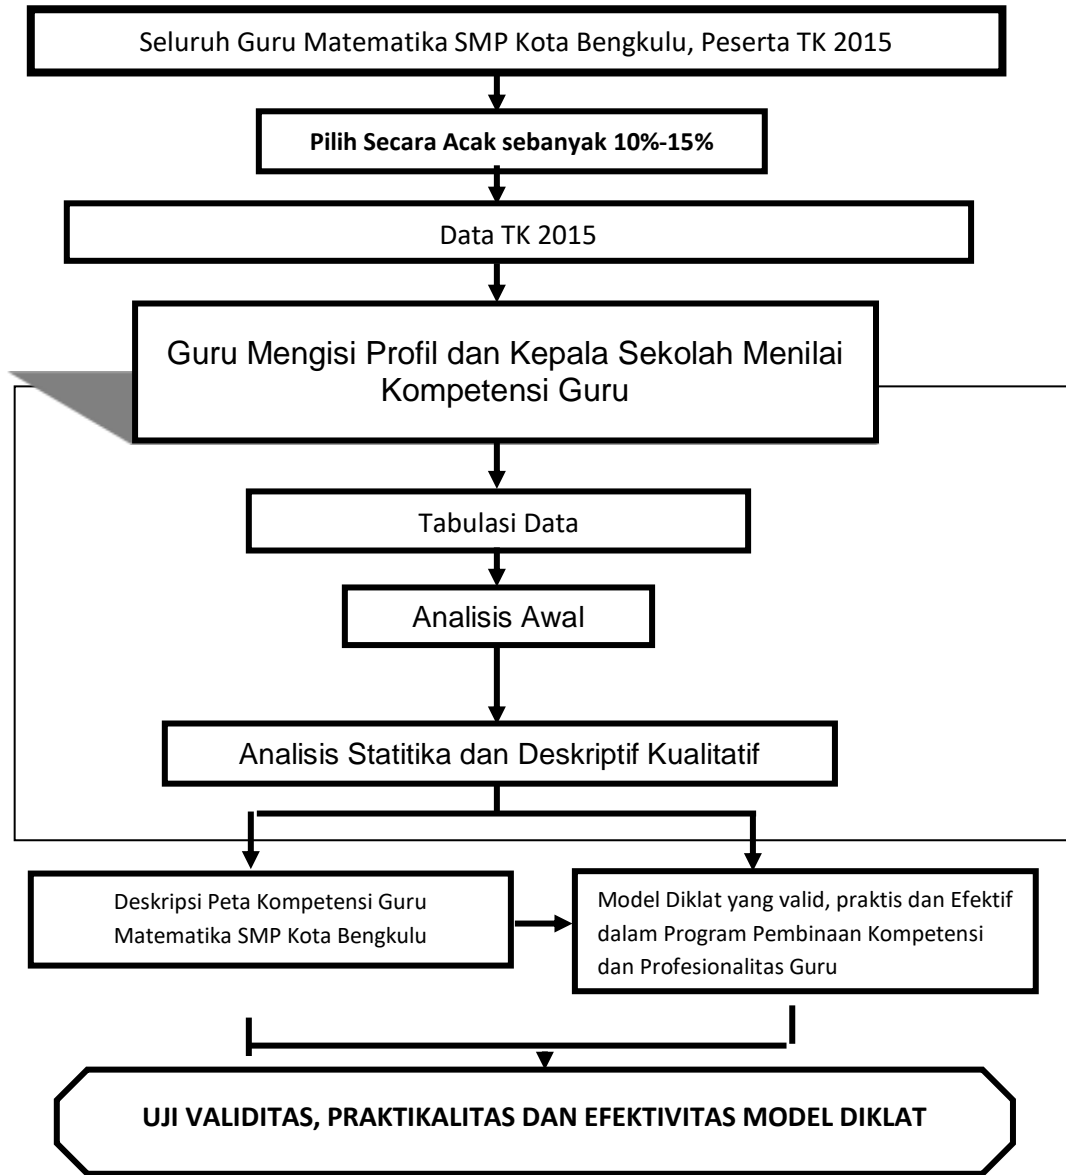 Seluruh Guru Matematika SMP Kota Bengkulu, Peserta TK 2015
Pilih Secara Acak sebanyak 10%-15%
Data TK 2015
Guru Mengisi Profil dan Kepala Sekolah Menilai
Kompetensi Guru
Tabulasi Data
Analisis Awal
Analisis Statitika dan Deskriptif Kualitatif
Deskripsi Peta Kompetensi Guru
Matematika SMP Kota Bengkulu
Model Diklat yang valid, praktis dan Efektif
dalam Program Pembinaan Kompetensi
dan Profesionalitas Guru
UJI VALIDITAS, PRAKTIKALITAS DAN EFEKTIVITAS MODEL DIKLAT